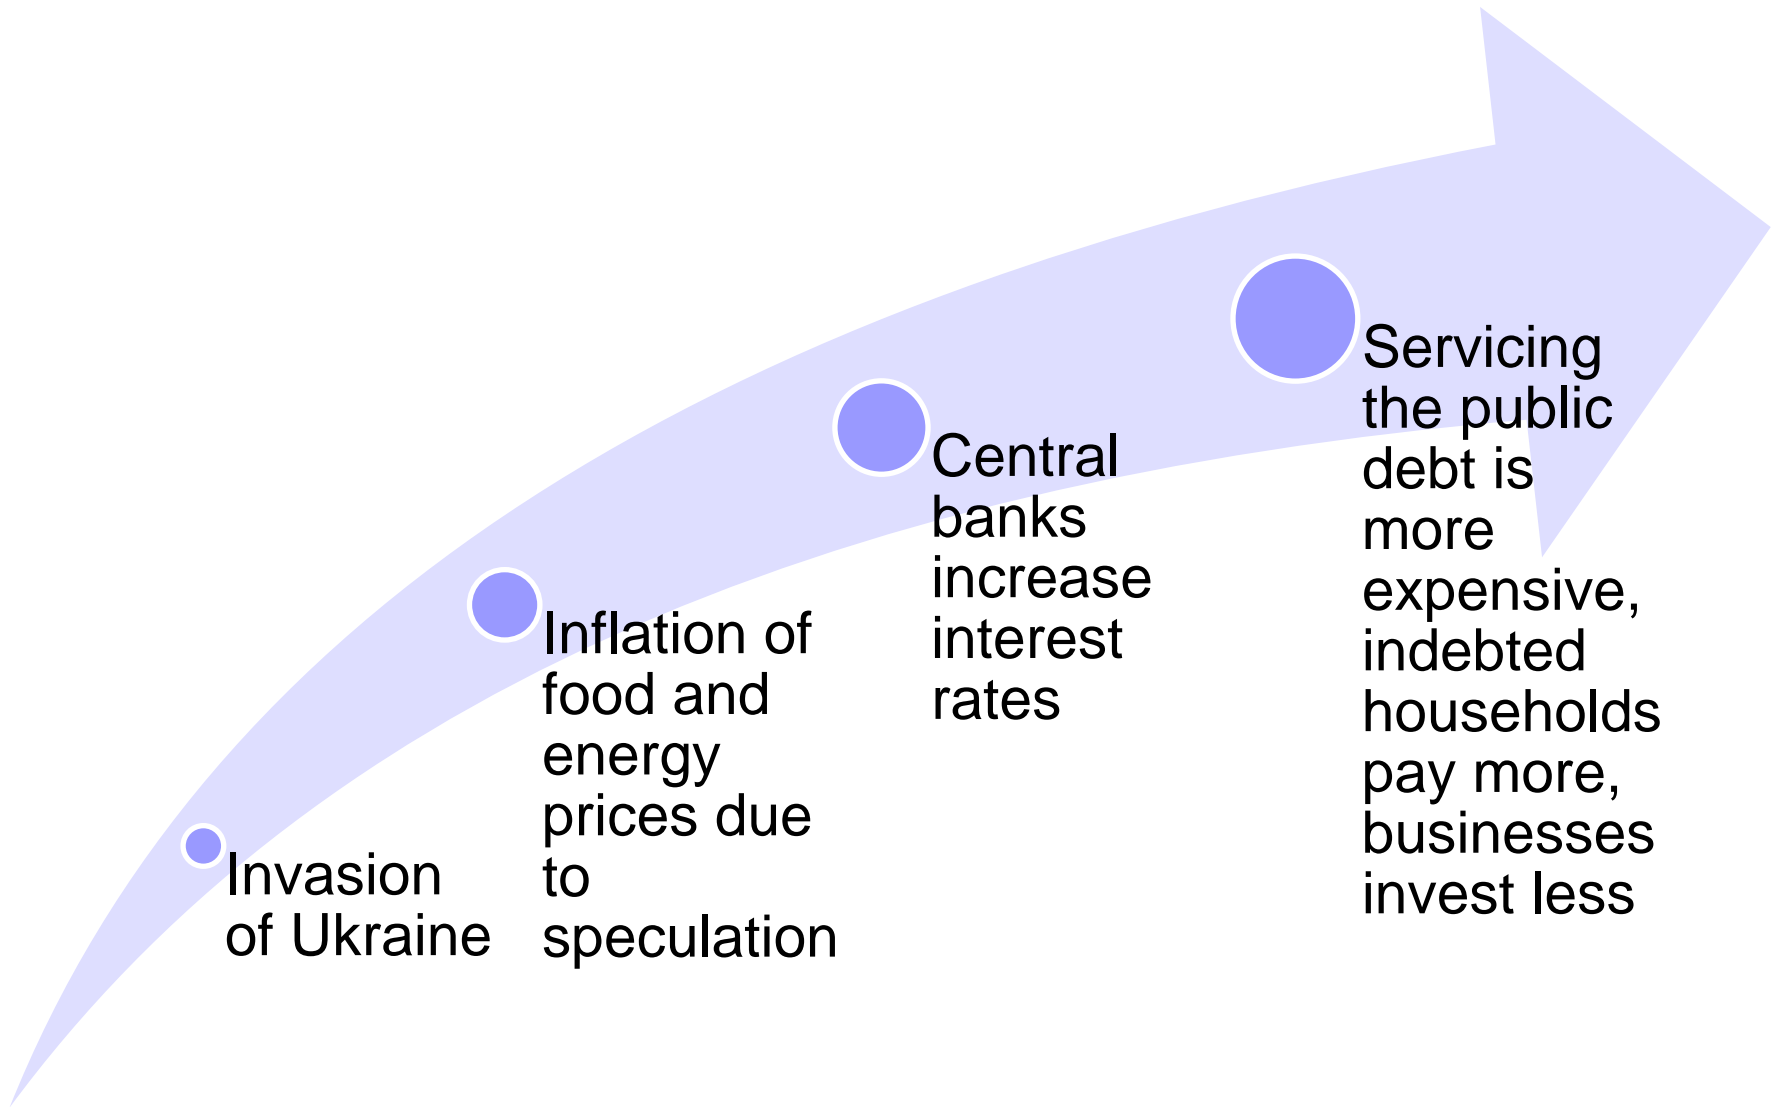 Invasion
of Ukraine
Inflation of
food and
energy
prices due
to
speculation
Central
banks
increase
interest
rates
Servicing
the public
debt is
more
expensive,
indebted
households
pay more,
businesses
invest less